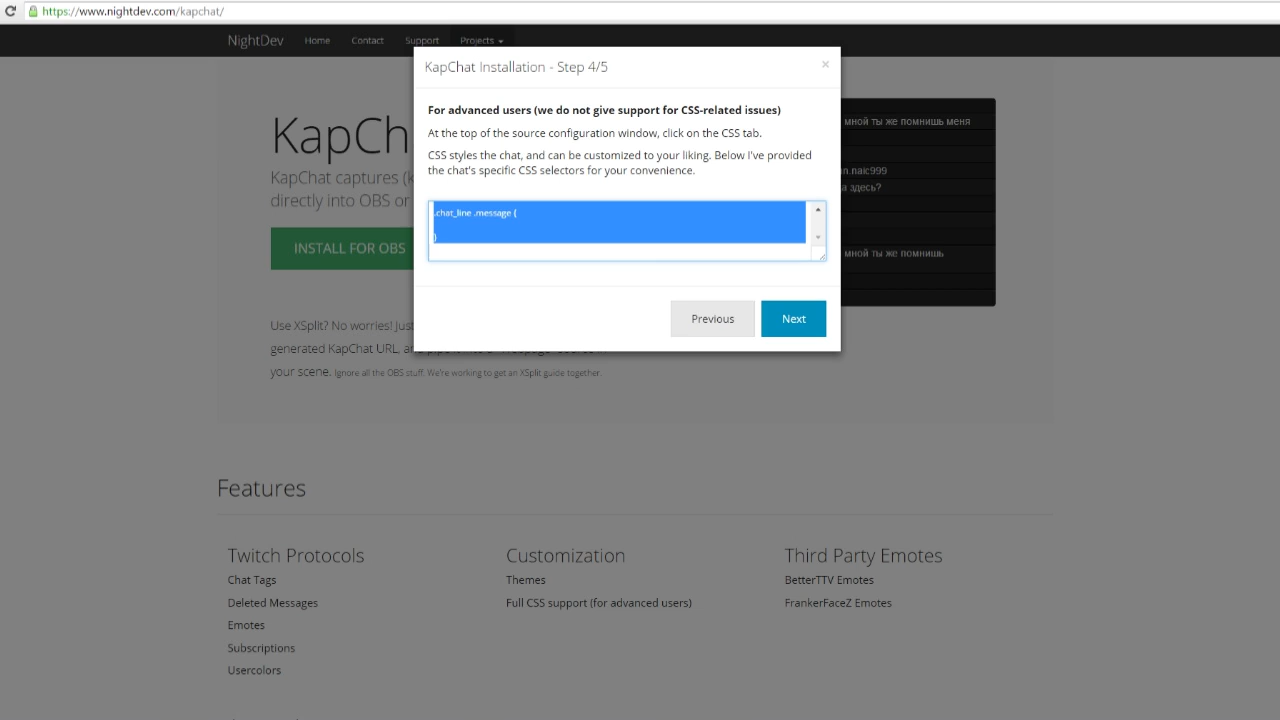 https://www.nightdev.com/kapchat/
NightDev Home Contact Support Projects
KapChat Installation - Step 4/5
×
For advanced users (we do not give support for CSS-related issues)
At the top of the source configuration window, click on the CSS tab.
CSS styles the chat, and can be customized to your liking. Below I've provided
the chat's specific CSS selectors for your convenience.
.chat_line .message {
}
Previous
Next
KapCh
KapChat captures (k
directly into OBS or
INSTALL FOR OBS
мной ты же помнишь меня
n.naic999
а здесь?
мной ты же помнишь
Use XSplit? No worries! Just
generated KapChat URL, an
your scene. Ignore all the OBS stuff. We're working to get an XSplit guide together.
Features
Twitch Protocols
Chat Tags
Deleted Messages
Emotes
Subscriptions
Usercolors
Customization
Themes
Full CSS support (for advanced users)
Third Party Emotes
BetterTTV Emotes
FrankerFaceZ Emotes